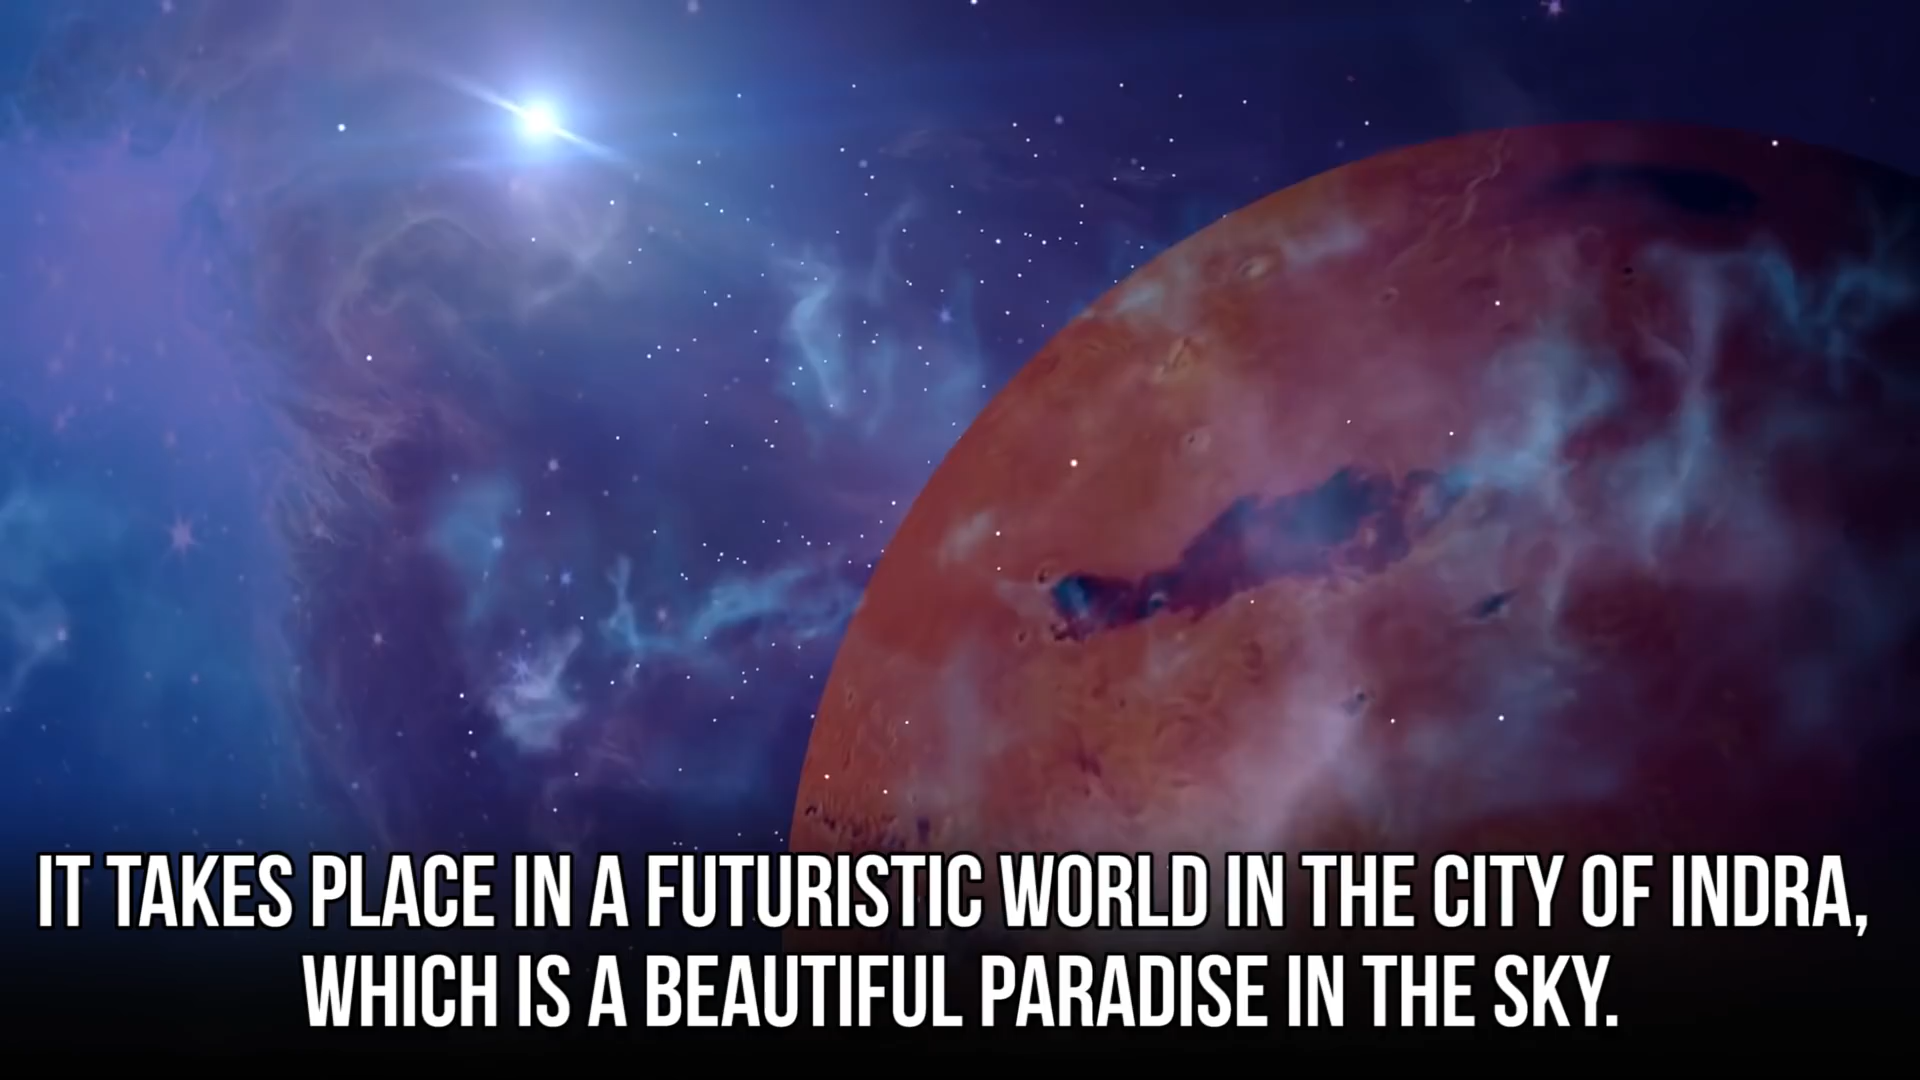 IT TAKES PLACE IN A FUTURISTIC WORLD IN THE CITY OF INDRA,
WHICH IS A BEAUTIFUL PARADISE IN THE SKY.